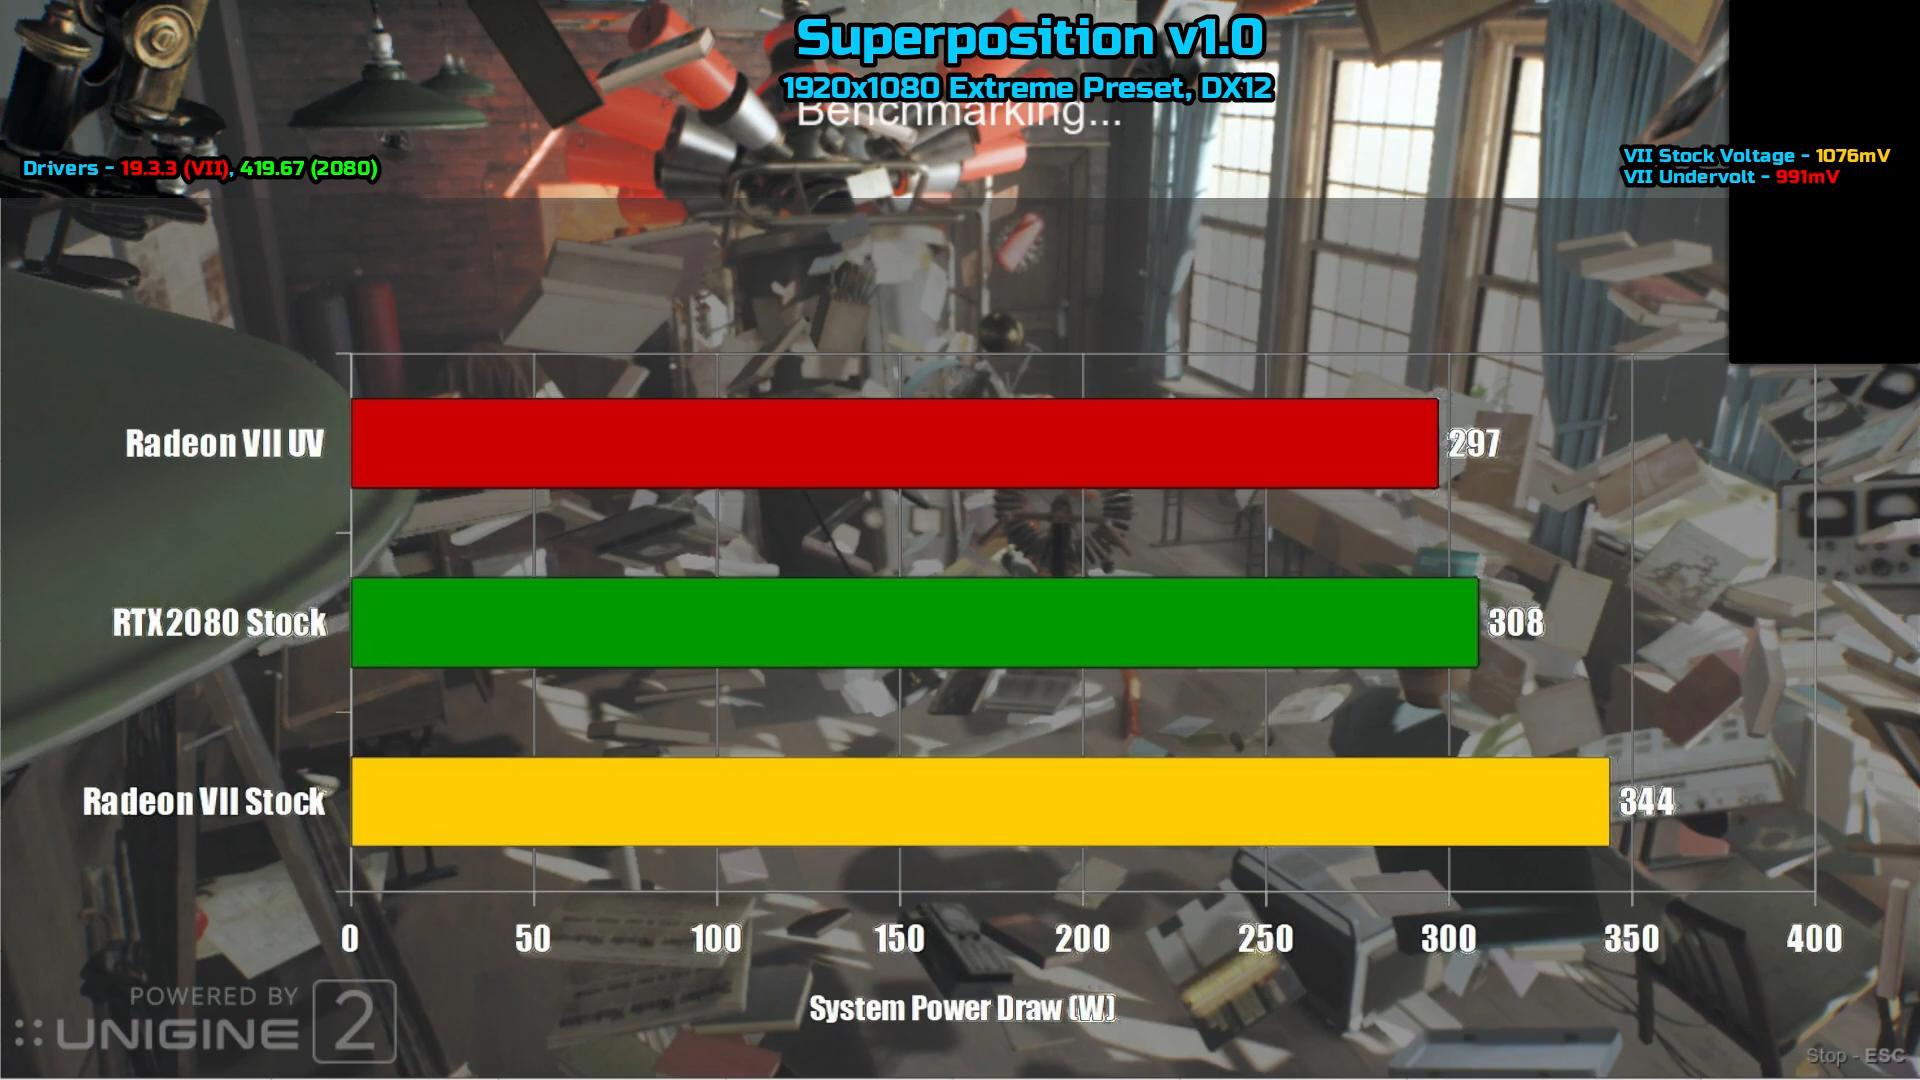 Superposition v1.0
1920x1080 Extreme Preset, DX12
Benchmarking...
Drivers - 19.3.3 (VII), 419.67 (2080)
VII Stock Voltage - 1076mV
VII Undervolt - 991mV
Radeon VII UV
297
RTX2080 Stock
308
Radeon VII Stock
344
0 50 100 150 200 250 300 350 400
System Power Draw (W)
POWERED BY
UNIGINE 2
Stop - ESC